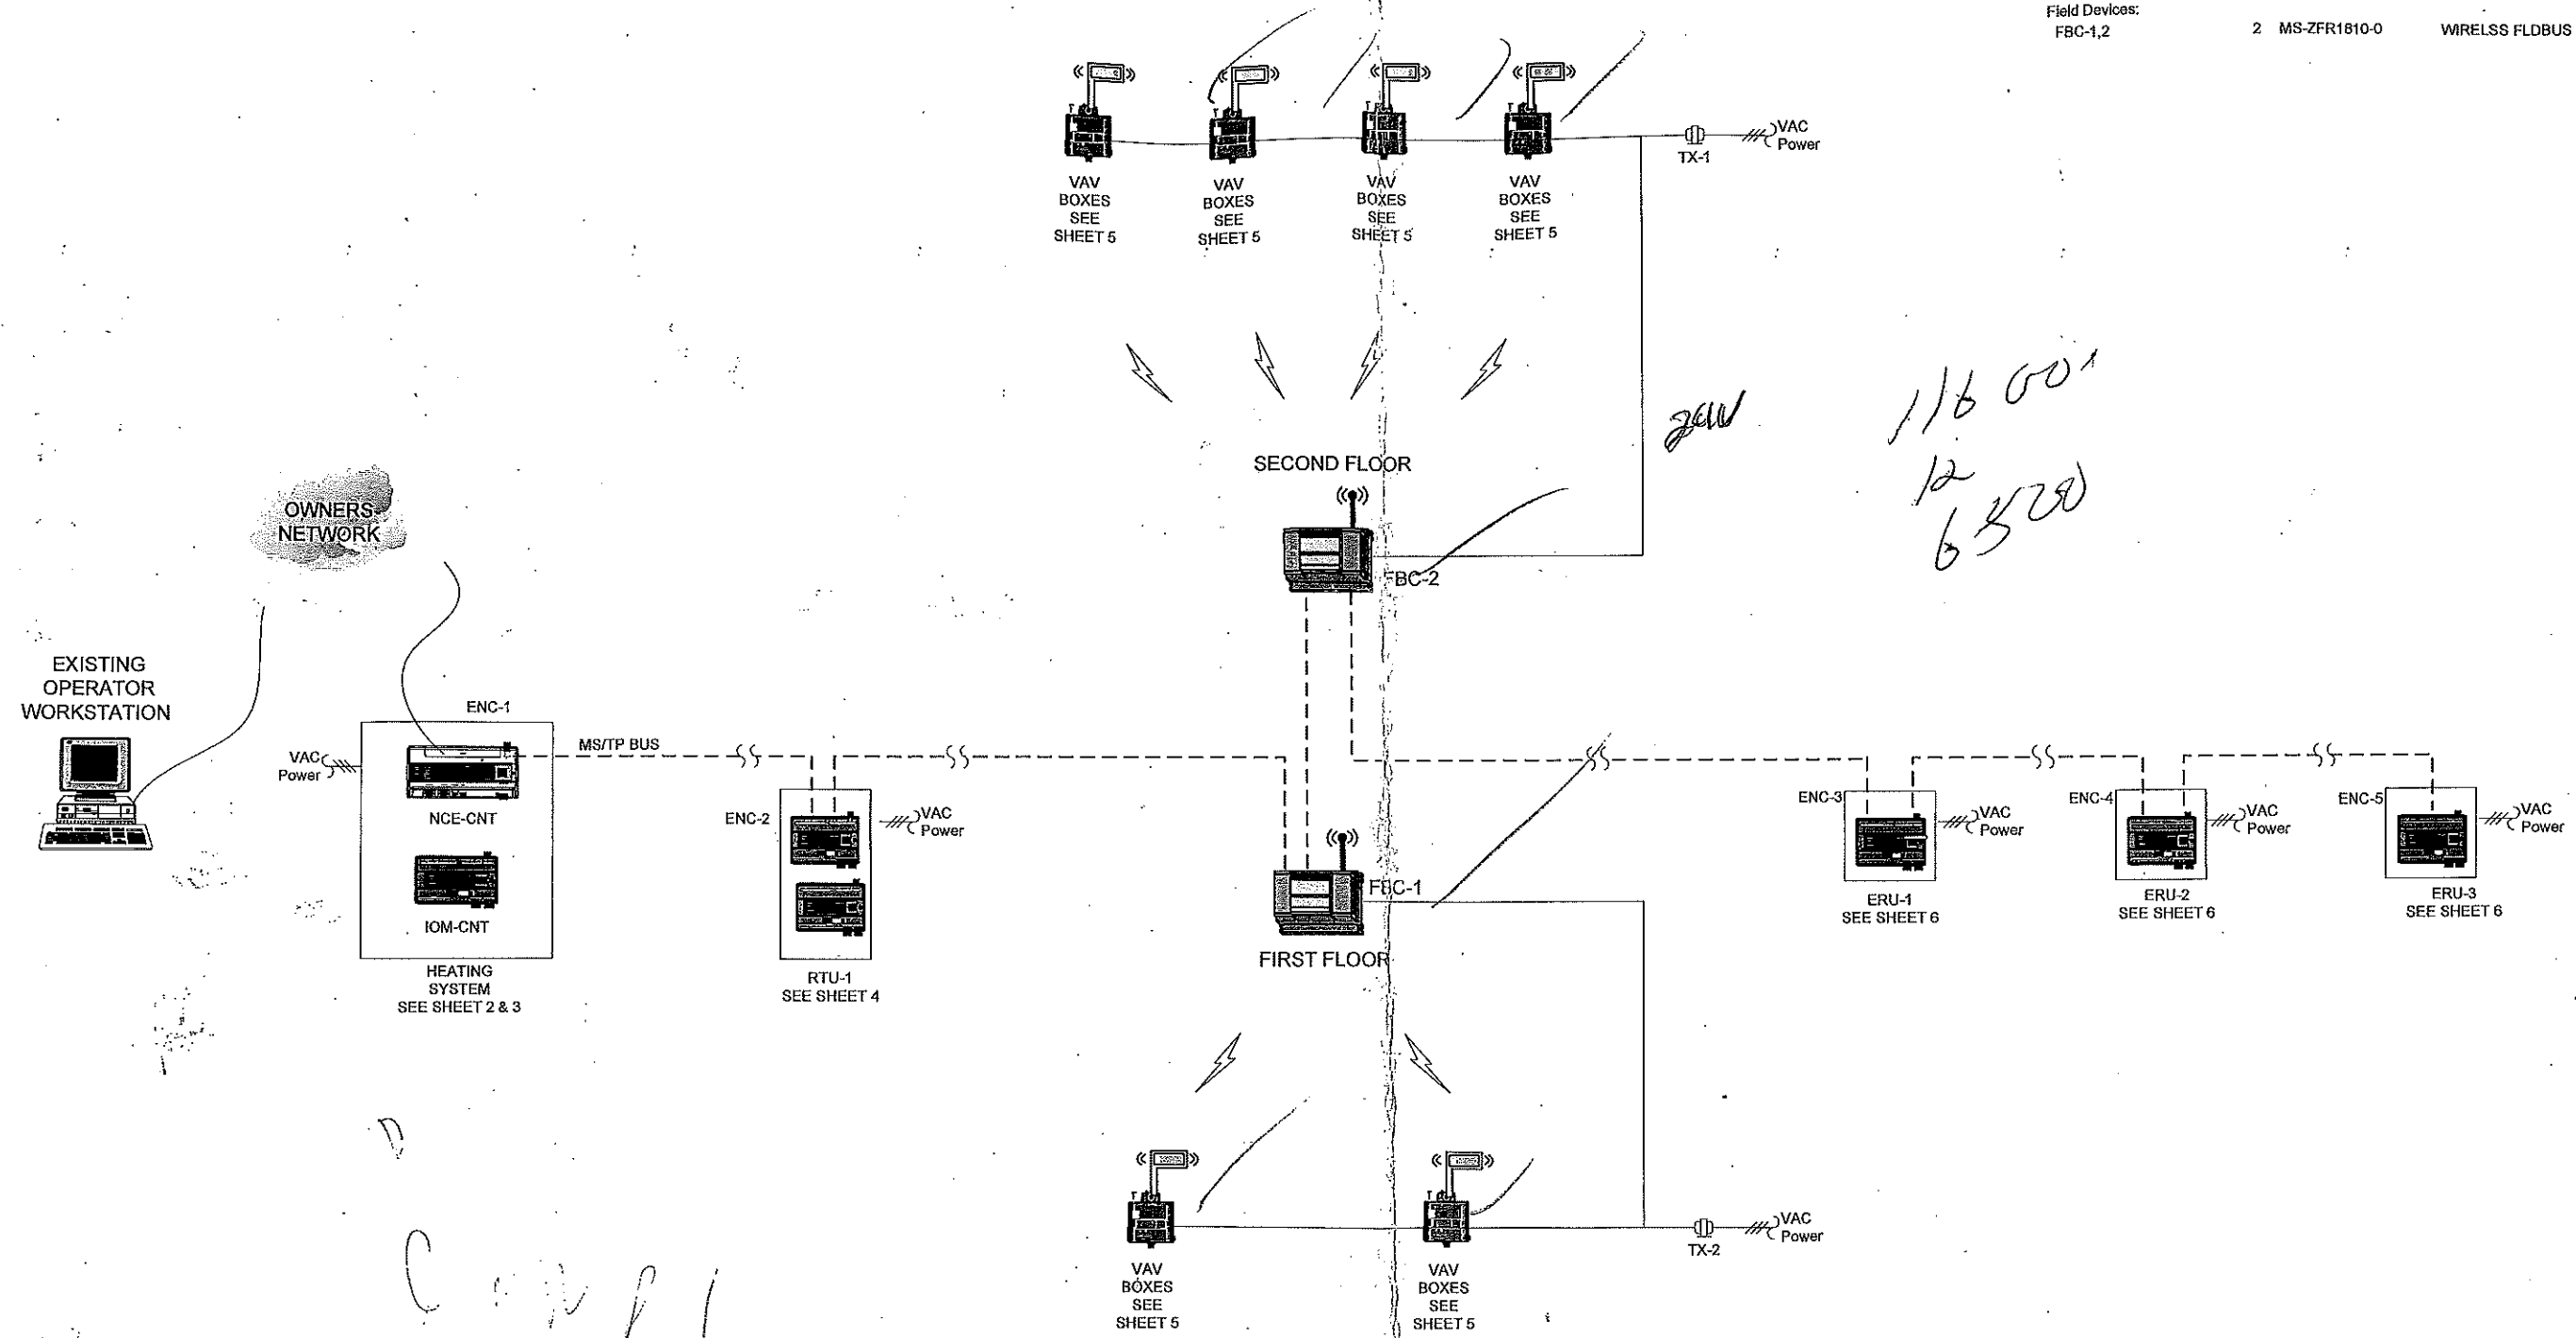 Field Devices:
FBC-1,2 2 MS-ZFR1810-0 WIRELSS FLDBUS
VAC
Power
TX-1
VAV
BOXES
SEE
SHEET 5
VAV
BOXES
SEE
SHEET 5
VAV
BOXES
SEE
SHEET 5
VAV
BOXES
SEE
SHEET 5
SECOND FLOOR
FBC-2
12
OWNERS
NETWORK
EXISTING
OPERATOR
WORKSTATION
ENC-1
VAC
Power
MS/TP BUS
NCE-CNT
IOM-CNT
HEATING
SYSTEM
SEE SHEET 2 & 3
ENC-2
VAC
Power
RTU-1
SEE SHEET 4
FBC-1
FIRST FLOOR
ENC-3
VAC
Power
ERU-1
SEE SHEET 6
ENC-4
VAC
Power
ERU-2
SEE SHEET 6
ENC-5
VAC
Power
ERU-3
SEE SHEET 6
VAC
Power
TX-2
VAV
BOXES
SEE
SHEET 5
VAV
BOXES
SEE
SHEET 5